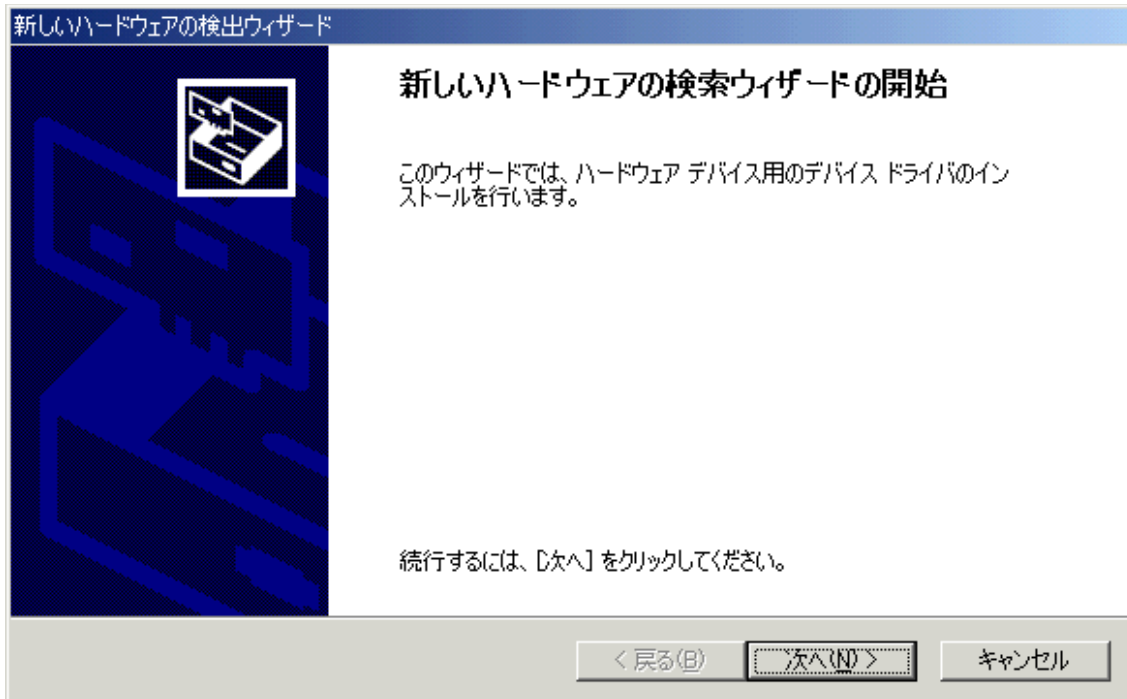 新しいハードウェアの検出ウィザード
新しいハードウェアの検索ウィザードの開始
このウィザードでは、ハードウェア デバイス用のデバイス ドライバのイン
ストールを行います。
続行するには、[次へ] をクリックしてください。
< 戻る(B)
次へ(N) >
キャンセル